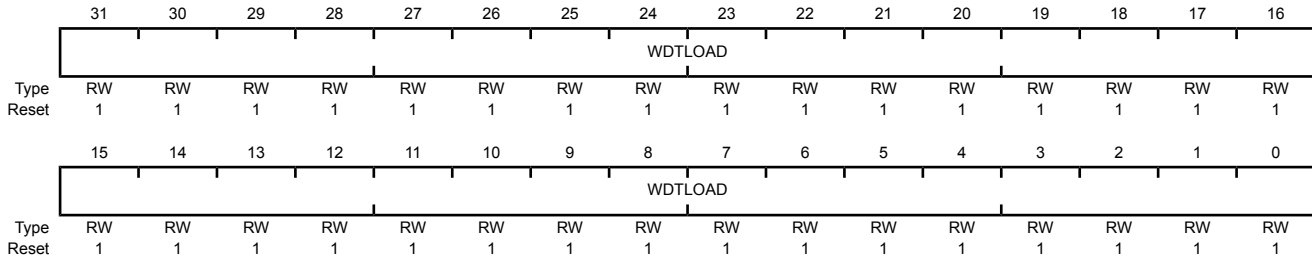 31 30 29 28 27 26 25 24 23 22 21 20 19 18 17 16
WDTLOAD
Type RW RW RW RW RW RW RW RW RW RW RW RW RW RW RW RW
Reset 1 1 1 1 1 1 1 1 1 1 1 1 1 1 1 1
15 14 13 12 11 10 9 8 7 6 5 4 3 2 1 0
WDTLOAD
Type RW RW RW RW RW RW RW RW RW RW RW RW RW RW RW RW
Reset 1 1 1 1 1 1 1 1 1 1 1 1 1 1 1 1